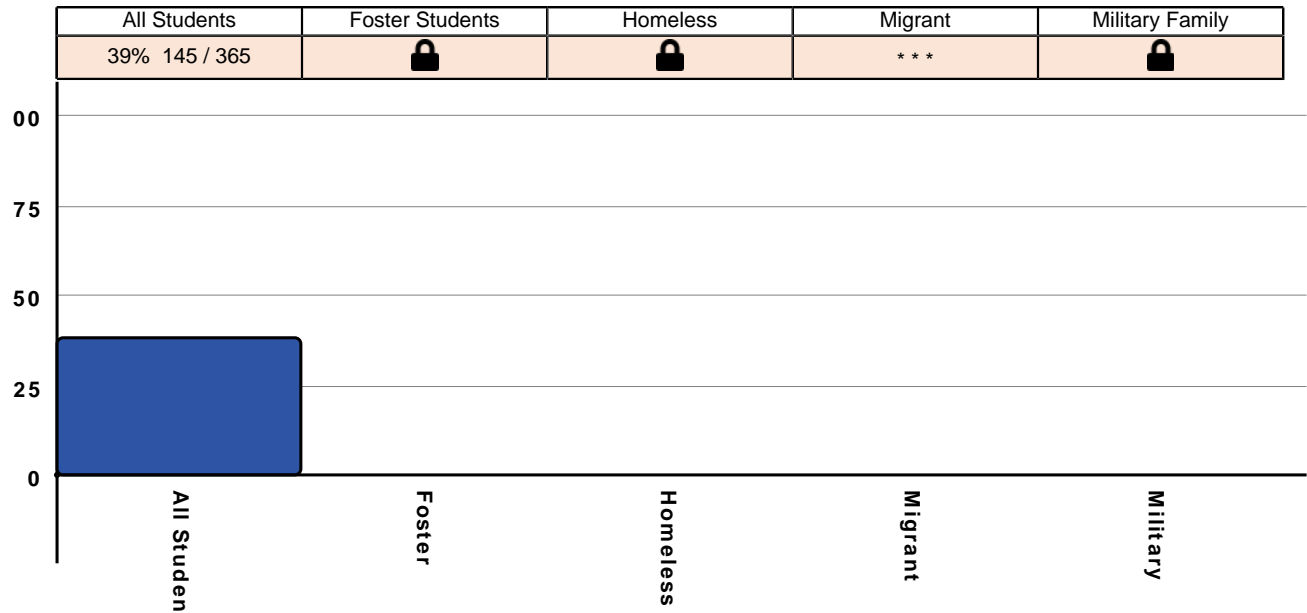 All Students Foster Students Homeless Migrant Military Family
39% 145 / 365 * * *
00
75
50
25
0
All Studen
Foster
Homeless
Migrant
Military